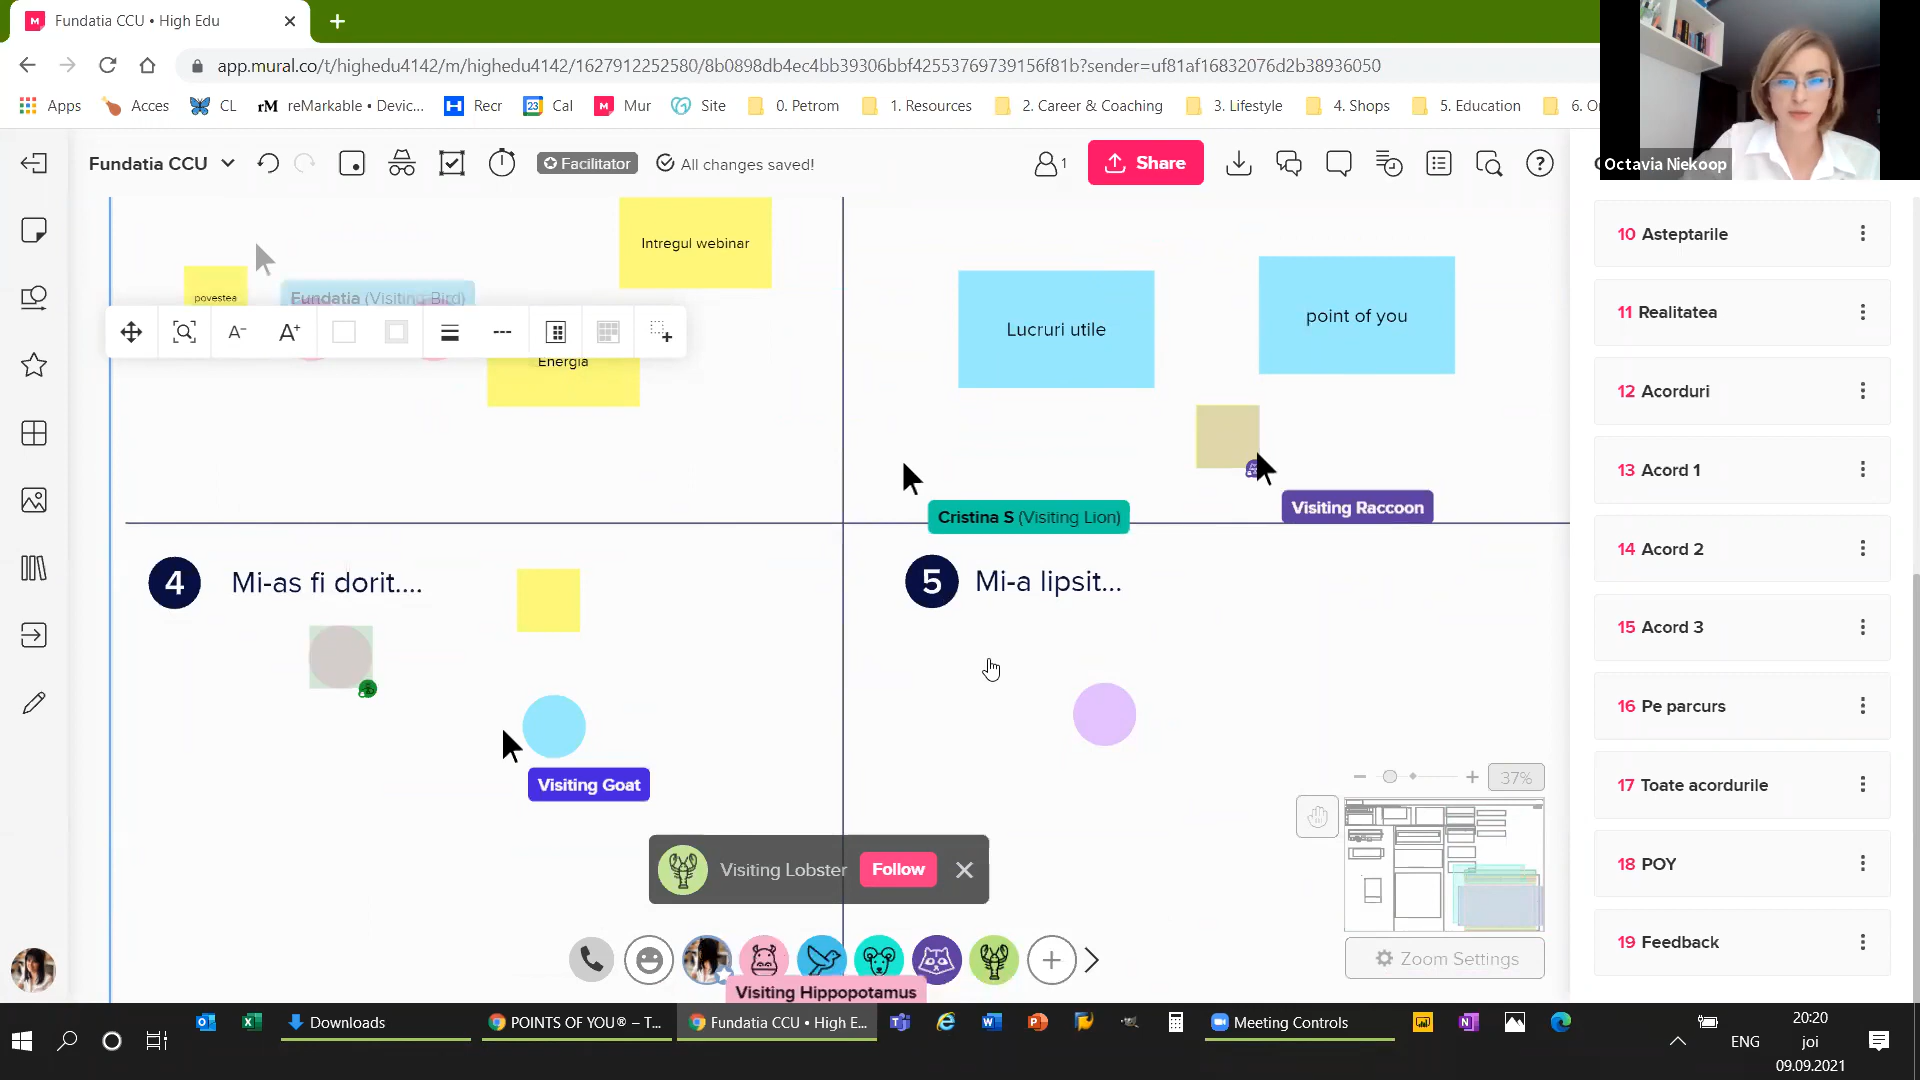 Fundatia CCU • High Edu
app.mural.co/t/highedu4142/m/highedu4142/1627912252580/8b0898db4ec4bb39306bbf42553769739156f81b?sender=uf81af16832076d2b38936050
Apps
Acces
CL
rM reMarkable • Devic...
Recr
23 Cal
M Mur
Site
0. Petrom
1. Resources
2. Career & Coaching
3. Lifestyle
4. Shops
5. Education
Octavia Niekoop
Fundatia CCU
Facilitator
All changes saved!
1
Share
Intregul webinar
povestea
Fundatia (Visiting Bird)
A−
A+
Energia
Lucruri utile
point of you
Cristina S (Visiting Lion)
Visiting Raccoon
4 Mi-as fi dorit....
5 Mi-a lipsit...
Visiting Goat
Visiting Lobster
Follow
Visiting Hippopotamus
37%
Zoom Settings
10 Asteptarile
11 Realitatea
12 Acorduri
13 Acord 1
14 Acord 2
15 Acord 3
16 Pe parcurs
17 Toate acordurile
18 POY
19 Feedback
Downloads
POINTS OF YOU® – T...
Fundatia CCU • High E...
Meeting Controls
ENG
20:20
joi
09.09.2021